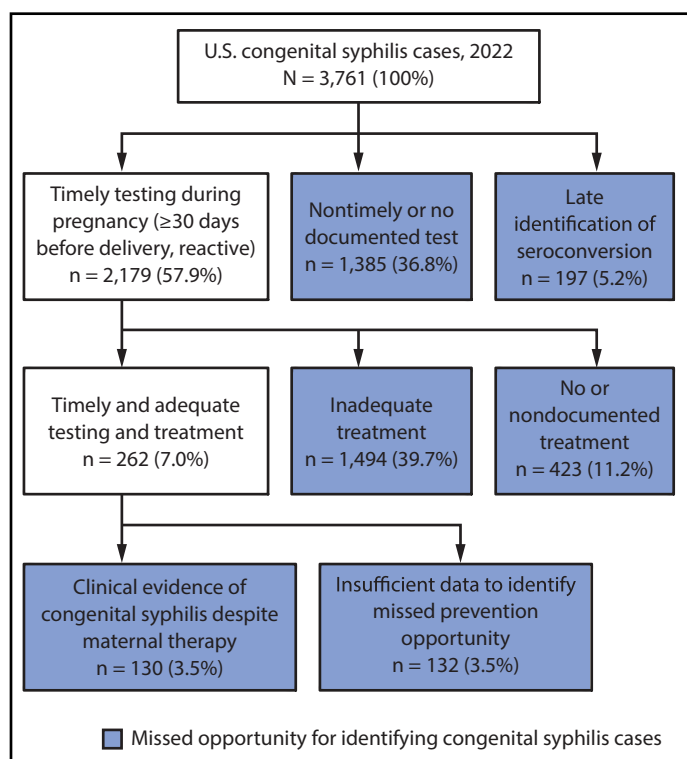 U.S. congenital syphilis cases, 2022
N = 3,761 (100%)
Timely testing during
pregnancy (≥30 days
before delivery, reactive)
n = 2,179 (57.9%)
Nontimely or no
documented test
n = 1,385 (36.8%)
Late
identification of
seroconversion
n = 197 (5.2%)
Timely and adequate
testing and treatment
n = 262 (7.0%)
Inadequate
treatment
n = 1,494 (39.7%)
No or
nondocumented
treatment
n = 423 (11.2%)
Clinical evidence of
congenital syphilis despite
maternal therapy
n = 130 (3.5%)
Insufficient data to identify
missed prevention
opportunity
n = 132 (3.5%)
Missed opportunity for identifying congenital syphilis cases